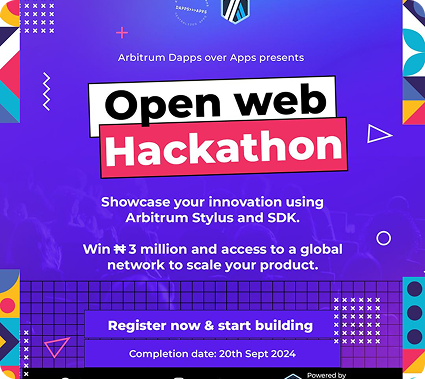 Arbitrum Dapps over Apps presents
Open web
Hackathon
Showcase your innovation using
Arbitrum Stylus and SDK.
Win ₦ 3 million and access to a global
network to scale your product.
Register now & start building
Completion date: 20th Sept 2024
Powered by